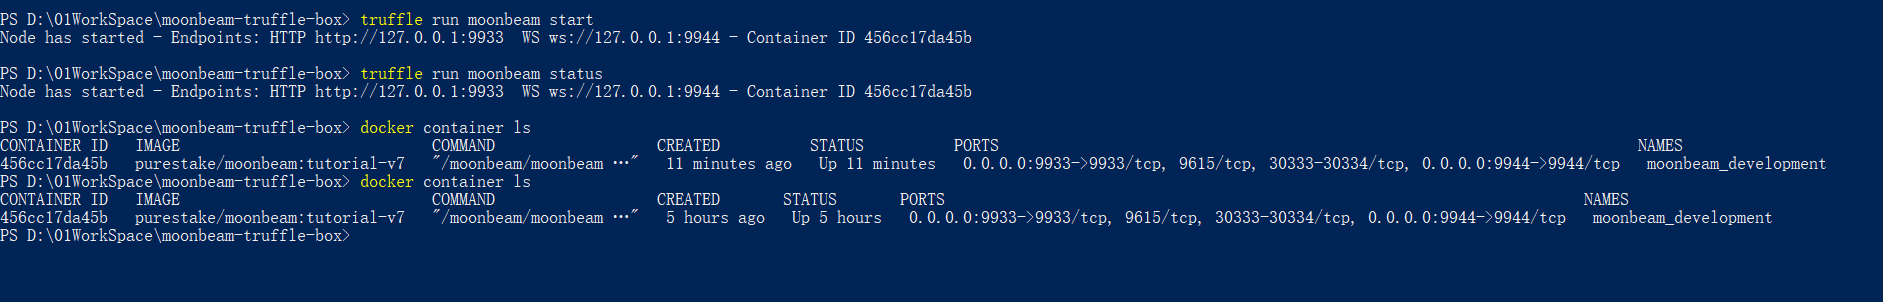 PS D:\01WorkSpace\moonbeam-truffle-box> truffle run moonbeam start
Node has started - Endpoints: HTTP http://127.0.0.1:9933  WS ws://127.0.0.1:9944 - Container ID 456cc17da45b
PS D:\01WorkSpace\moonbeam-truffle-box> truffle run moonbeam status
Node has started - Endpoints: HTTP http://127.0.0.1:9933  WS ws://127.0.0.1:9944 - Container ID 456cc17da45b
PS D:\01WorkSpace\moonbeam-truffle-box> docker container ls
CONTAINER ID   IMAGE                            COMMAND                  CREATED          STATUS          PORTS                                                                       NAMES
456cc17da45b   purestake/moonbeam:tutorial-v7   "/moonbeam/moonbeam …"   11 minutes ago   Up 11 minutes   0.0.0.0:9933->9933/tcp, 9615/tcp, 30333-30334/tcp, 0.0.0.0:9944->9944/tcp   moonbeam_development
PS D:\01WorkSpace\moonbeam-truffle-box> docker container ls
CONTAINER ID   IMAGE                            COMMAND                  CREATED       STATUS       PORTS                                                                       NAMES
456cc17da45b   purestake/moonbeam:tutorial-v7   "/moonbeam/moonbeam …"   5 hours ago   Up 5 hours   0.0.0.0:9933->9933/tcp, 9615/tcp, 30333-30334/tcp, 0.0.0.0:9944->9944/tcp   moonbeam_development
PS D:\01WorkSpace\moonbeam-truffle-box>